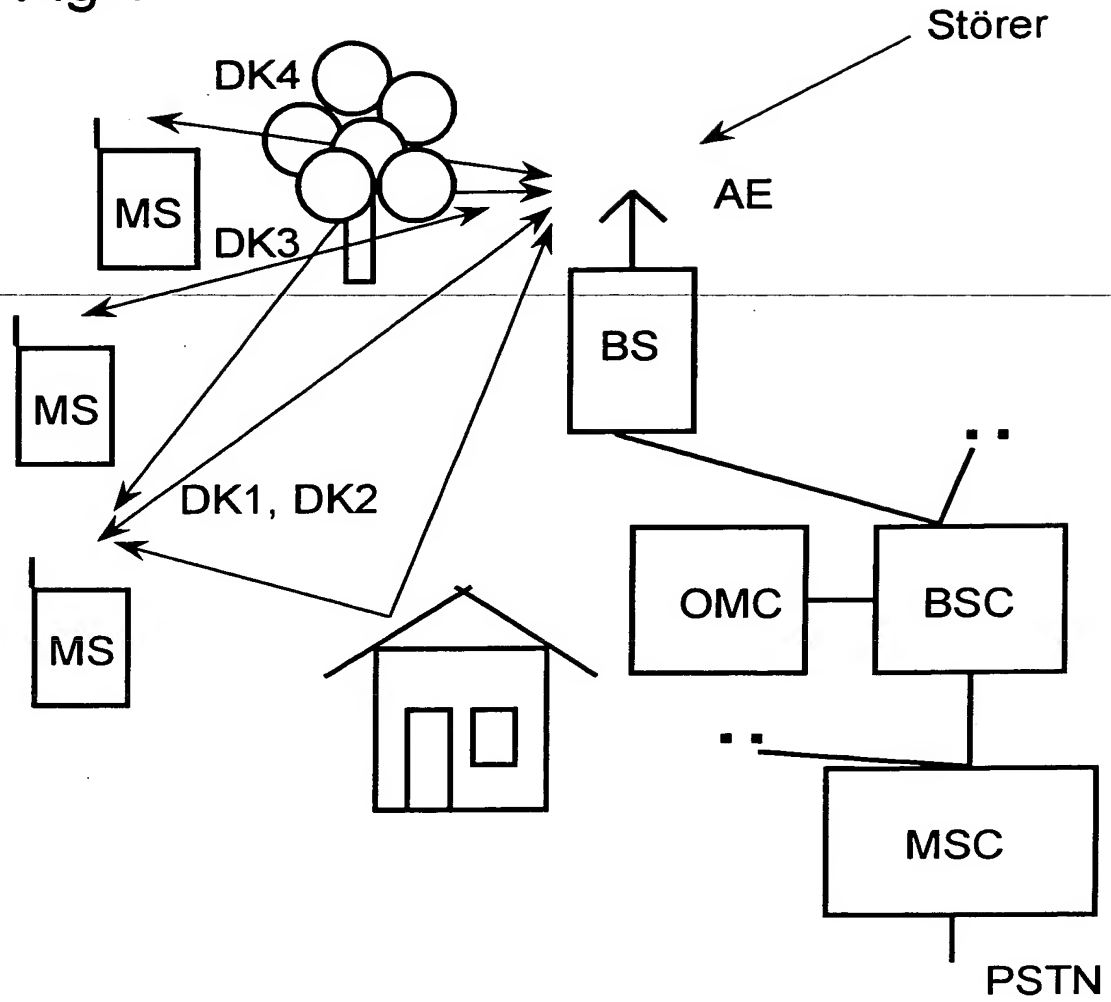 Störer
DK4
AE
MS
DK3
BS
MS
DK1, DK2
OMC
BSC
MS
MSC
PSTN